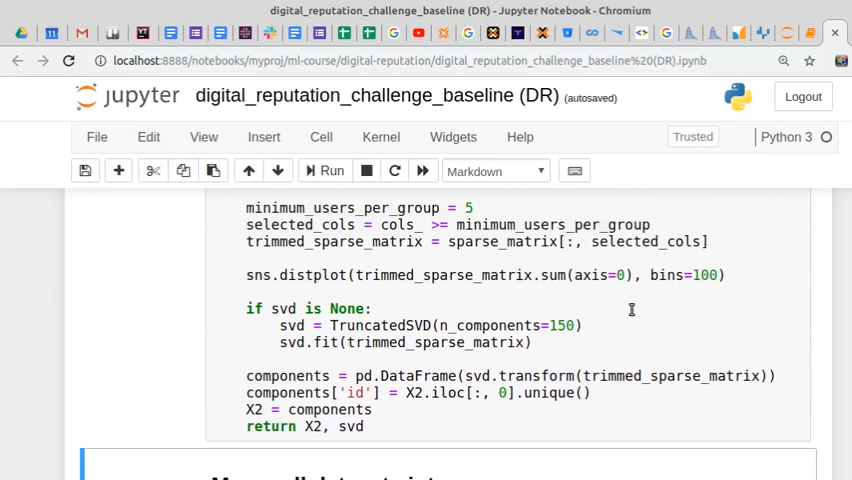 digital_reputation_challenge_baseline (DR) - Jupyter Notebook - Chromium
localhost:8888/notebooks/myproj/ml-course/digital-reputation/digital_reputation_challenge_baseline%20(DR).ipynb
jupyter digital_reputation_challenge_baseline (DR) (autosaved)
Logout
File Edit View Insert Cell Kernel Widgets Help Trusted Python 3
Run Markdown
minimum_users_per_group = 5
selected_cols = cols_ >= minimum_users_per_group
trimmed_sparse_matrix = sparse_matrix[:, selected_cols]
sns.distplot(trimmed_sparse_matrix.sum(axis=0), bins=100)
if svd is None:
svd = TruncatedSVD(n_components=150)
svd.fit(trimmed_sparse_matrix)
components = pd.DataFrame(svd.transform(trimmed_sparse_matrix))
components['id'] = X2.iloc[:, 0].unique()
X2 = components
return X2, svd